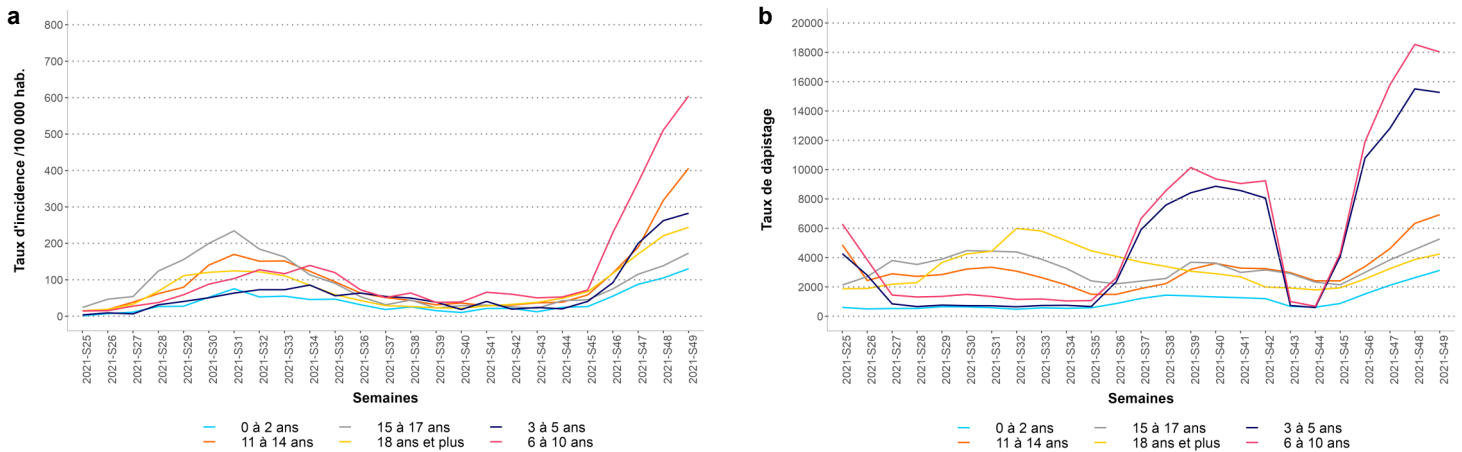 a
Taux d'incidence /100 000 hab.
800
700
600
500
400
300
200
100
0
2021-S25
2021-S26
2021-S27
2021-S28
2021-S29
2021-S30
2021-S31
2021-S32
2021-S33
2021-S34
2021-S35
2021-S36
2021-S37
2021-S38
2021-S39
2021-S40
2021-S41
2021-S42
2021-S43
2021-S44
2021-S45
2021-S46
2021-S47
2021-S48
2021-S49
Semaines
0 à 2 ans
15 à 17 ans
3 à 5 ans
11 à 14 ans
18 ans et plus
6 à 10 ans
b
Taux de dàpistage
20000
18000
16000
14000
12000
10000
8000
6000
4000
2000
0
2021-S25
2021-S26
2021-S27
2021-S28
2021-S29
2021-S30
2021-S31
2021-S32
2021-S33
2021-S34
2021-S35
2021-S36
2021-S37
2021-S38
2021-S39
2021-S40
2021-S41
2021-S42
2021-S43
2021-S44
2021-S45
2021-S46
2021-S47
2021-S48
2021-S49
Semaines
0 à 2 ans
15 à 17 ans
3 à 5 ans
11 à 14 ans
18 ans et plus
6 à 10 ans